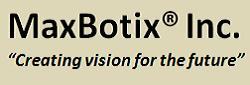 MaxBotix® Inc.
“Creating vision for the future”